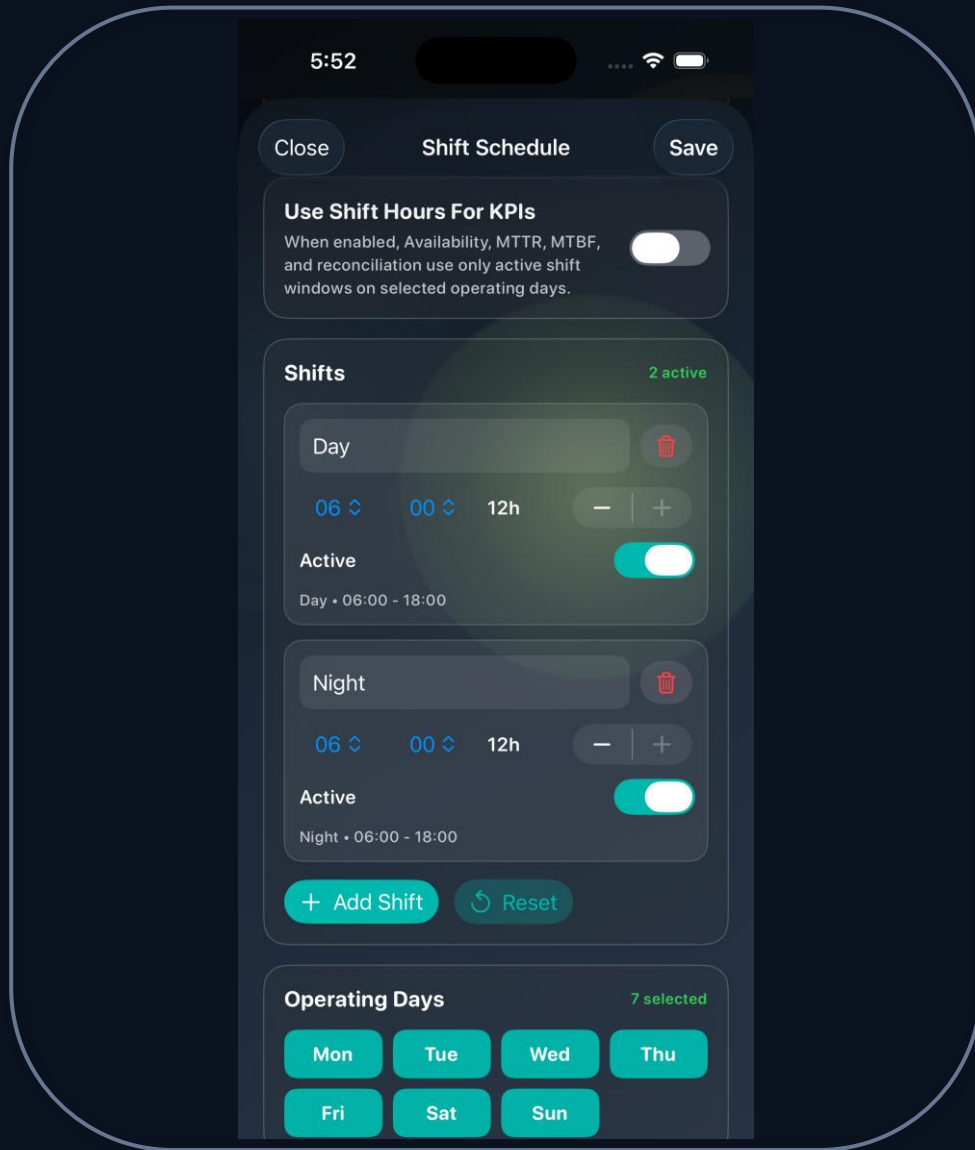 5:52
Close Shift Schedule Save
Use Shift Hours For KPIs
When enabled, Availability, MTTR, MTBF,
and reconciliation use only active shift
windows on selected operating days.
Shifts 2 active
Day
06 00 12h − +
Active
Day • 06:00 - 18:00
Night
06 00 12h − +
Active
Night • 06:00 - 18:00
+ Add Shift Reset
Operating Days 7 selected
Mon Tue Wed Thu
Fri Sat Sun